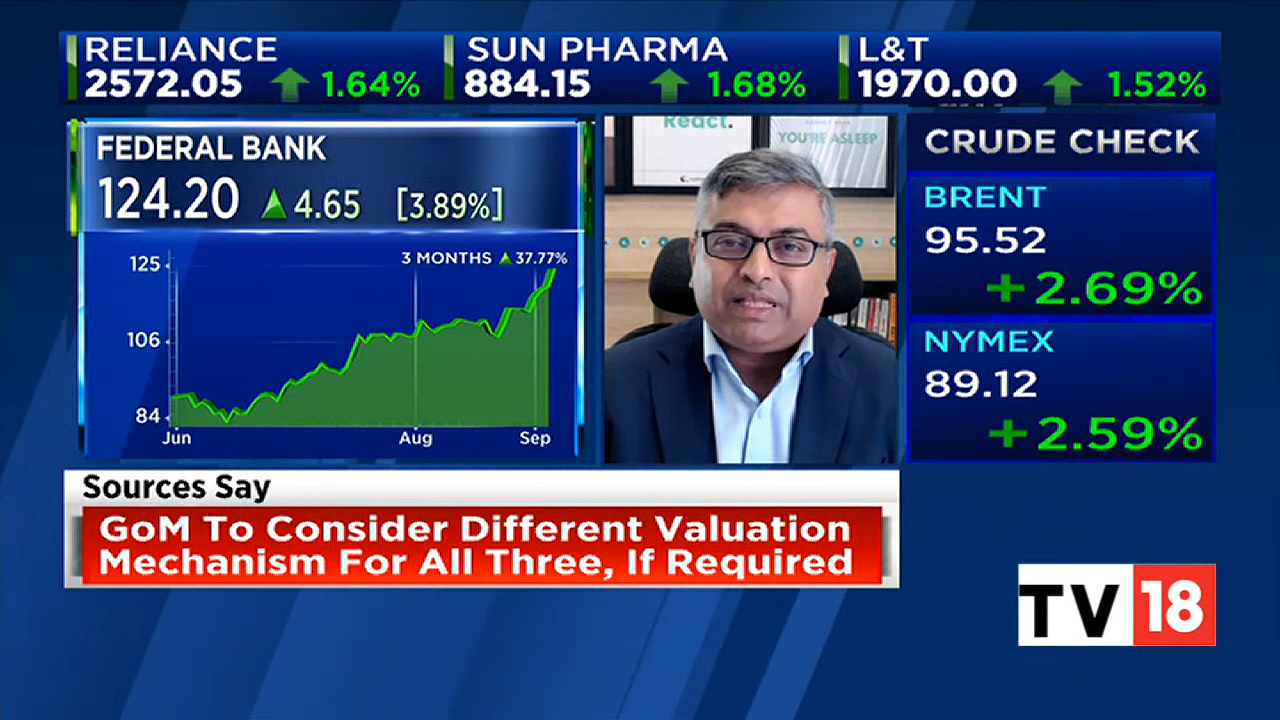 RELIANCE
2572.05 1.64%
SUN PHARMA
884.15 1.68%
L&T
1970.00 1.52%
FEDERAL BANK
124.20 4.65 [3.89%]
3 MONTHS 37.77%
125
106
84
Jun Aug Sep
React.
YOU'RE ASLEEP
CRUDE CHECK
BRENT
95.52
+2.69%
NYMEX
89.12
+2.59%
Sources Say
GoM To Consider Different Valuation
Mechanism For All Three, If Required
TV18